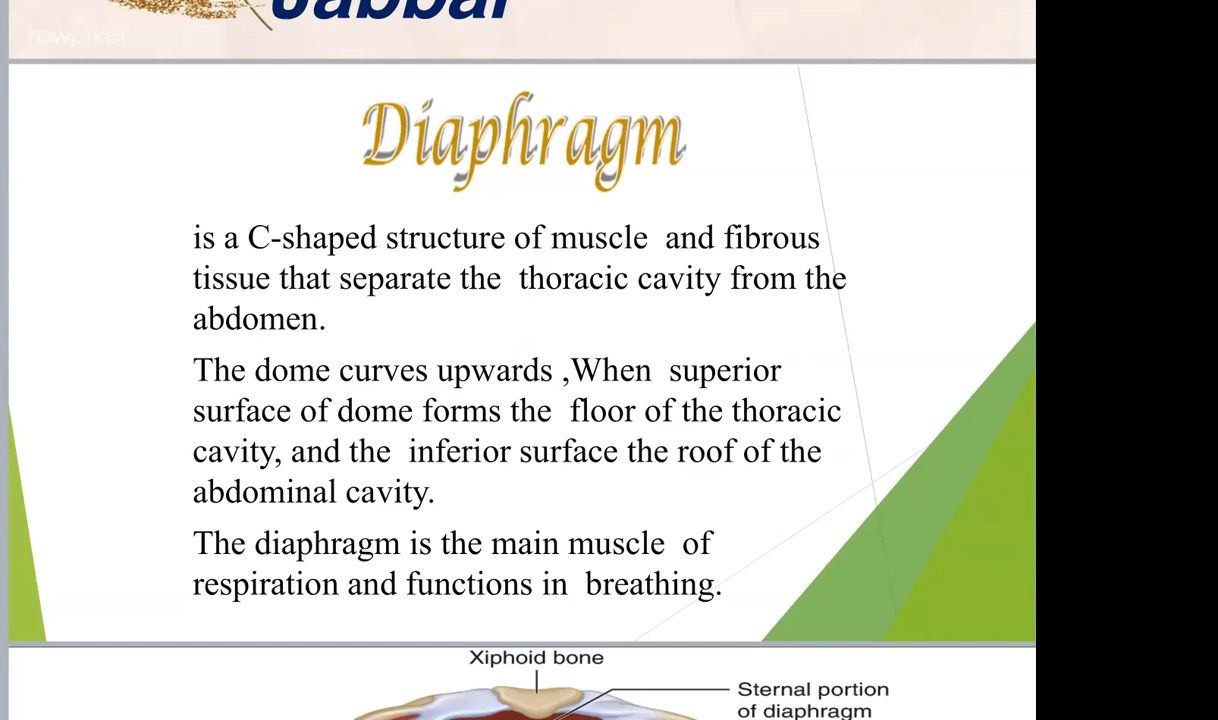 Jabbar
rawpixel
Diaphragm
is a C-shaped structure of muscle and fibrous
tissue that separate the thoracic cavity from the
abdomen.
The dome curves upwards ,When superior
surface of dome forms the floor of the thoracic
cavity, and the inferior surface the roof of the
abdominal cavity.
The diaphragm is the main muscle of
respiration and functions in breathing.
Xiphoid bone
Sternal portion
of diaphragm